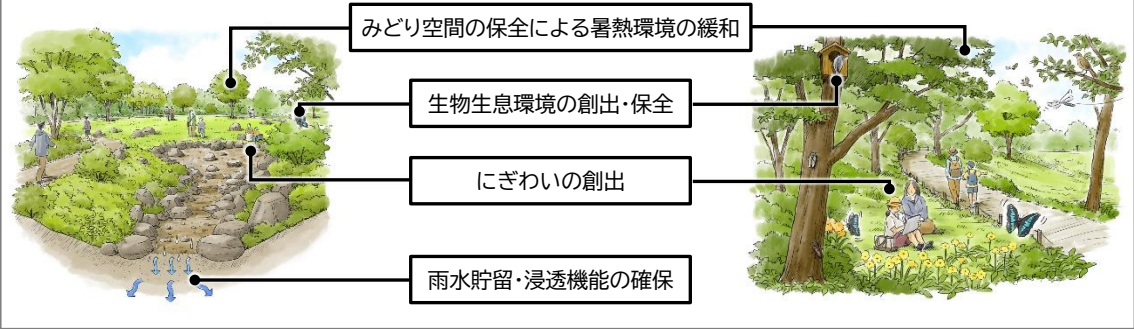 みどり空間の保全による暑熱環境の緩和
生物生息環境の創出・保全
にぎわいの創出
雨水貯留・浸透機能の確保